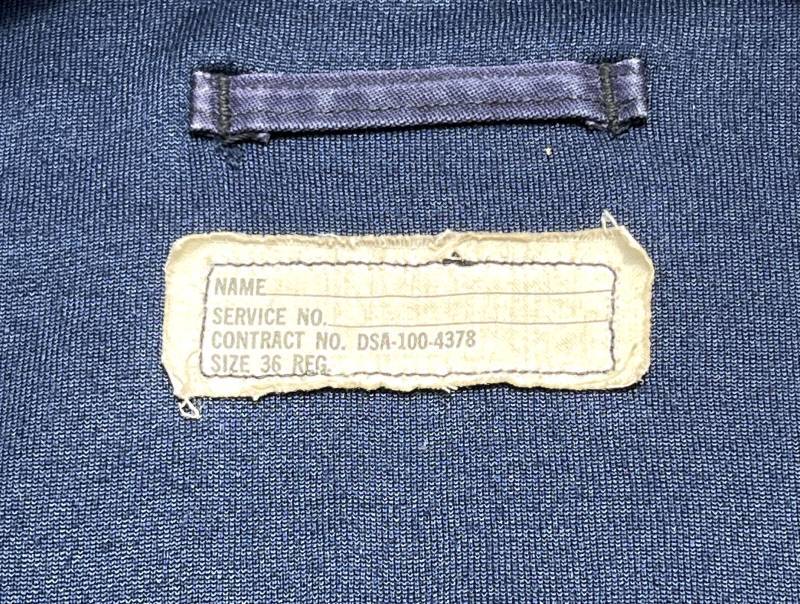 NAME
SERVICE NO.
CONTRACT NO. DSA-100-4378
SIZE 36 REG.